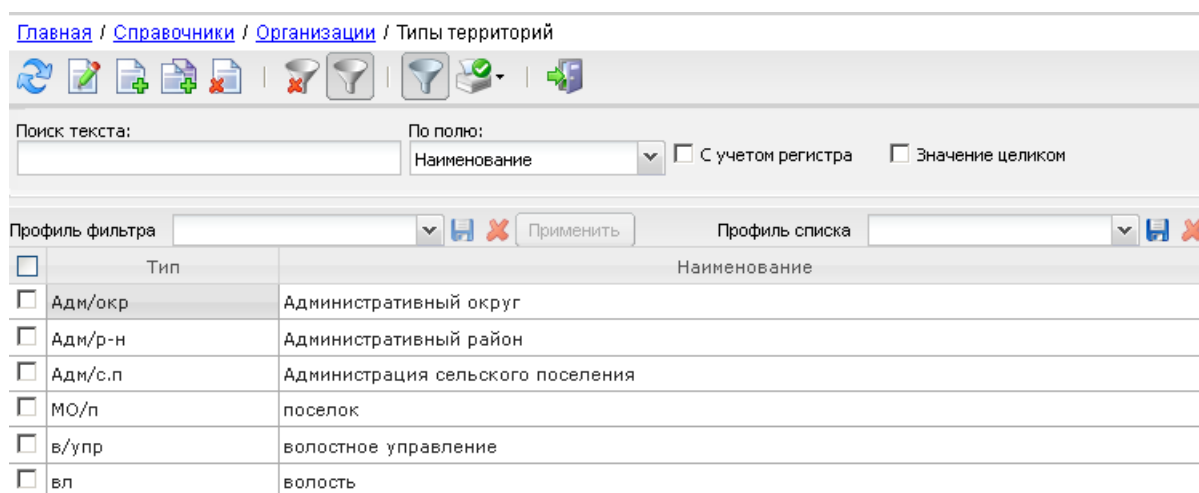 Главная / Справочники / Организации / Типы территорий
Поиск текста: По полю:
Наименование С учетом регистра Значение целиком
Профиль фильтра Применить Профиль списка
Тип Наименование
Адм/окр Административный округ
Адм/р-н Административный район
Адм/с.п Администрация сельского поселения
МО/п поселок
в/упр волостное управление
вл волость